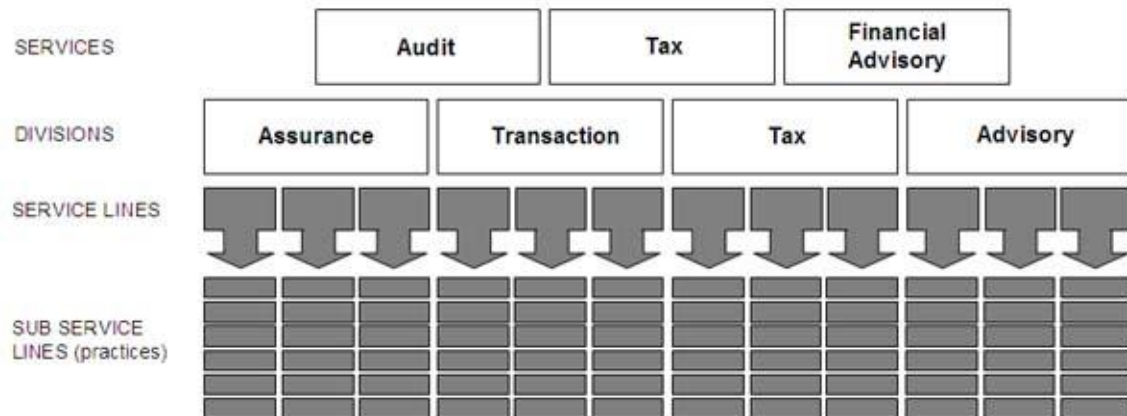 SERVICES
Audit
Tax
Financial
Advisory
DIVISIONS
Assurance
Transaction
Tax
Advisory
SERVICE LINES
SUB SERVICE
LINES (practices)